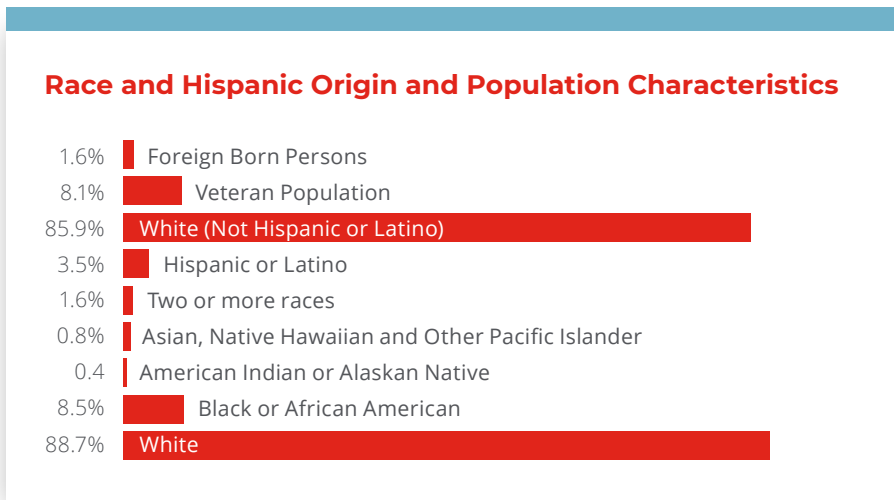 Race and Hispanic Origin and Population Characteristics
1.6% Foreign Born Persons
8.1% Veteran Population
85.9% White (Not Hispanic or Latino)
3.5% Hispanic or Latino
1.6% Two or more races
0.8% Asian, Native Hawaiian and Other Pacific Islander
0.4 American Indian or Alaskan Native
8.5% Black or African American
88.7% White